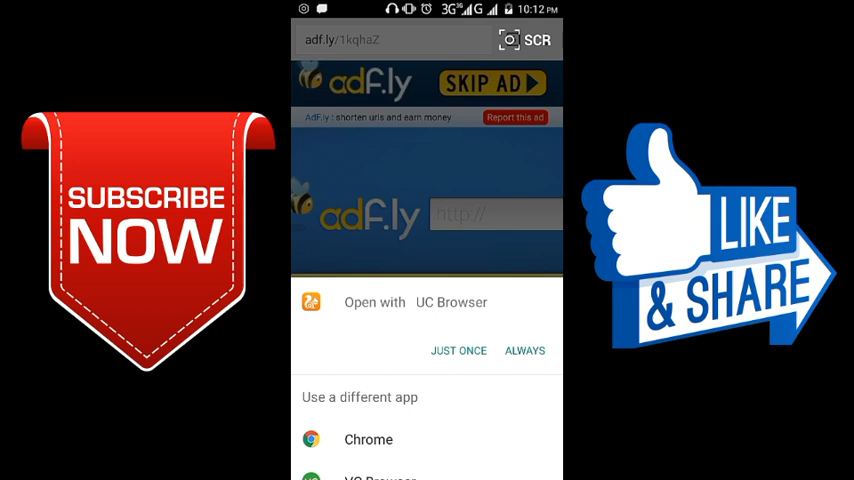 3G 3G G 10:12 PM
adf.ly/1kqhaZ
SCR
adf.ly SKIP AD
AdF.ly : shorten urls and earn money Report this ad
adf.ly http://
SUBSCRIBE
NOW
LIKE
& SHARE
Open with UC Browser
JUST ONCE ALWAYS
Use a different app
Chrome